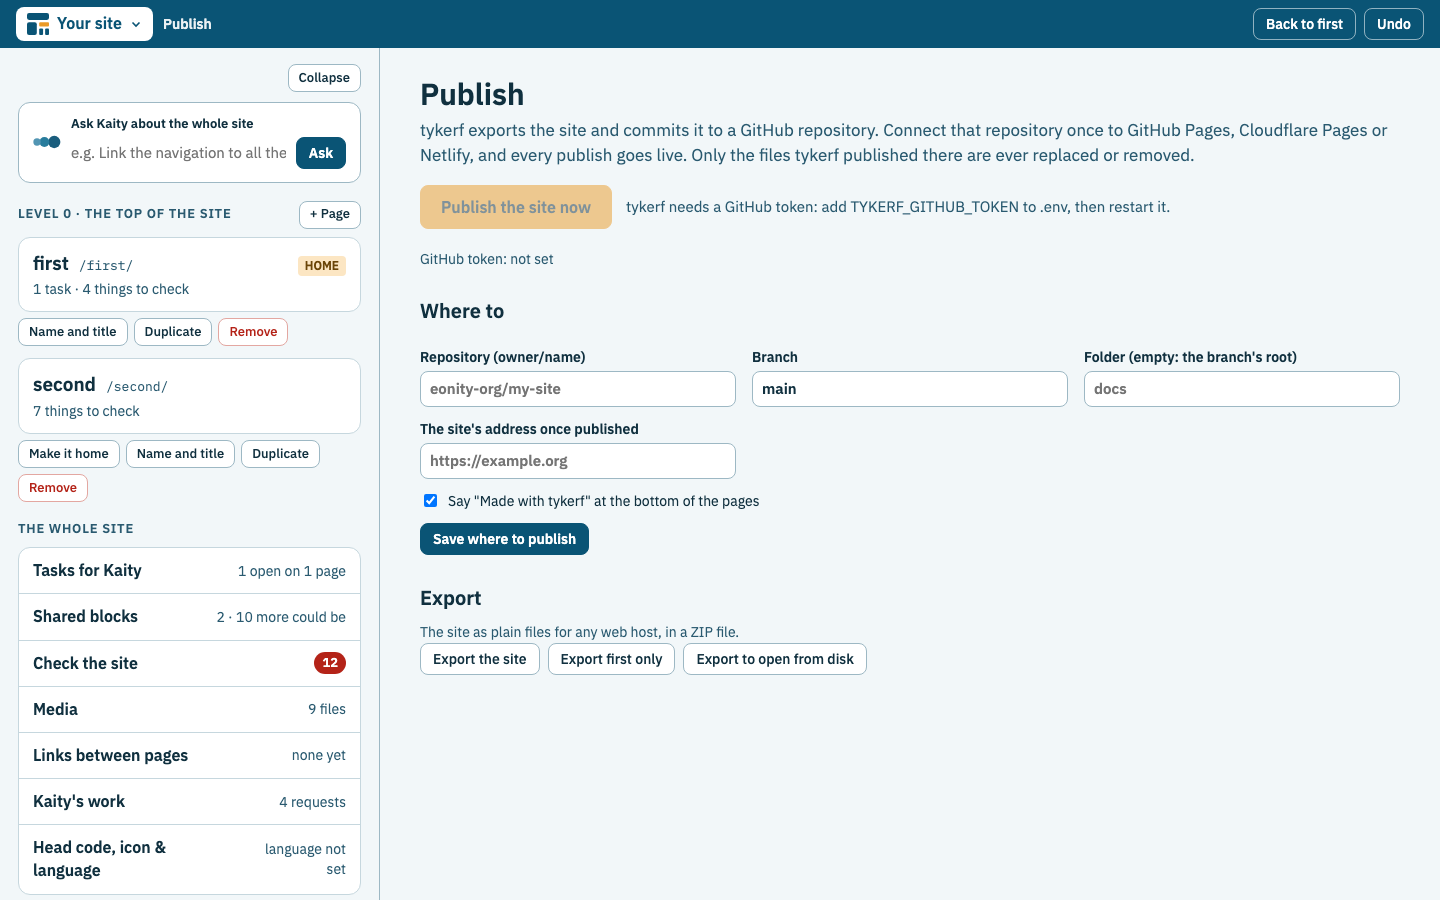 Your site
Publish
Back to first
Undo
Collapse
Ask Kaity about the whole site
e.g. Link the navigation to all the
Ask
LEVEL 0 · THE TOP OF THE SITE
+ Page
first /first/
HOME
1 task · 4 things to check
Name and title
Duplicate
Remove
second /second/
7 things to check
Make it home
Name and title
Duplicate
Remove
THE WHOLE SITE
Tasks for Kaity
1 open on 1 page
Shared blocks
2 · 10 more could be
Check the site
12
Media
9 files
Links between pages
none yet
Kaity's work
4 requests
Head code, icon &
language
language not
set
Publish
tykerf exports the site and commits it to a GitHub repository. Connect that repository once to GitHub Pages, Cloudflare Pages or
Netlify, and every publish goes live. Only the files tykerf published there are ever replaced or removed.
Publish the site now
tykerf needs a GitHub token: add TYKERF_GITHUB_TOKEN to .env, then restart it.
GitHub token: not set
Where to
Repository (owner/name)
eonity-org/my-site
Branch
main
Folder (empty: the branch's root)
docs
The site's address once published
https://example.org
Say "Made with tykerf" at the bottom of the pages
Save where to publish
Export
The site as plain files for any web host, in a ZIP file.
Export the site
Export first only
Export to open from disk